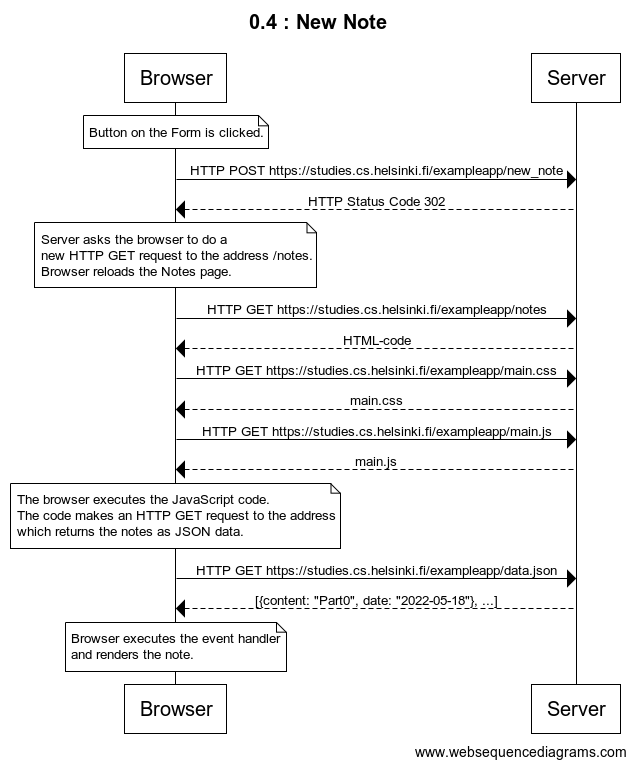 0.4 : New Note
Browser
Server
Button on the Form is clicked.
HTTP POST https://studies.cs.helsinki.fi/exampleapp/new_note
HTTP Status Code 302
Server asks the browser to do a
new HTTP GET request to the address /notes.
Browser reloads the Notes page.
HTTP GET https://studies.cs.helsinki.fi/exampleapp/notes
HTML-code
HTTP GET https://studies.cs.helsinki.fi/exampleapp/main.css
main.css
HTTP GET https://studies.cs.helsinki.fi/exampleapp/main.js
main.js
The browser executes the JavaScript code.
The code makes an HTTP GET request to the address
which returns the notes as JSON data.
HTTP GET https://studies.cs.helsinki.fi/exampleapp/data.json
[{content: "Part0", date: "2022-05-18"}, ...]
Browser executes the event handler
and renders the note.
Browser
Server
www.websequencediagrams.com